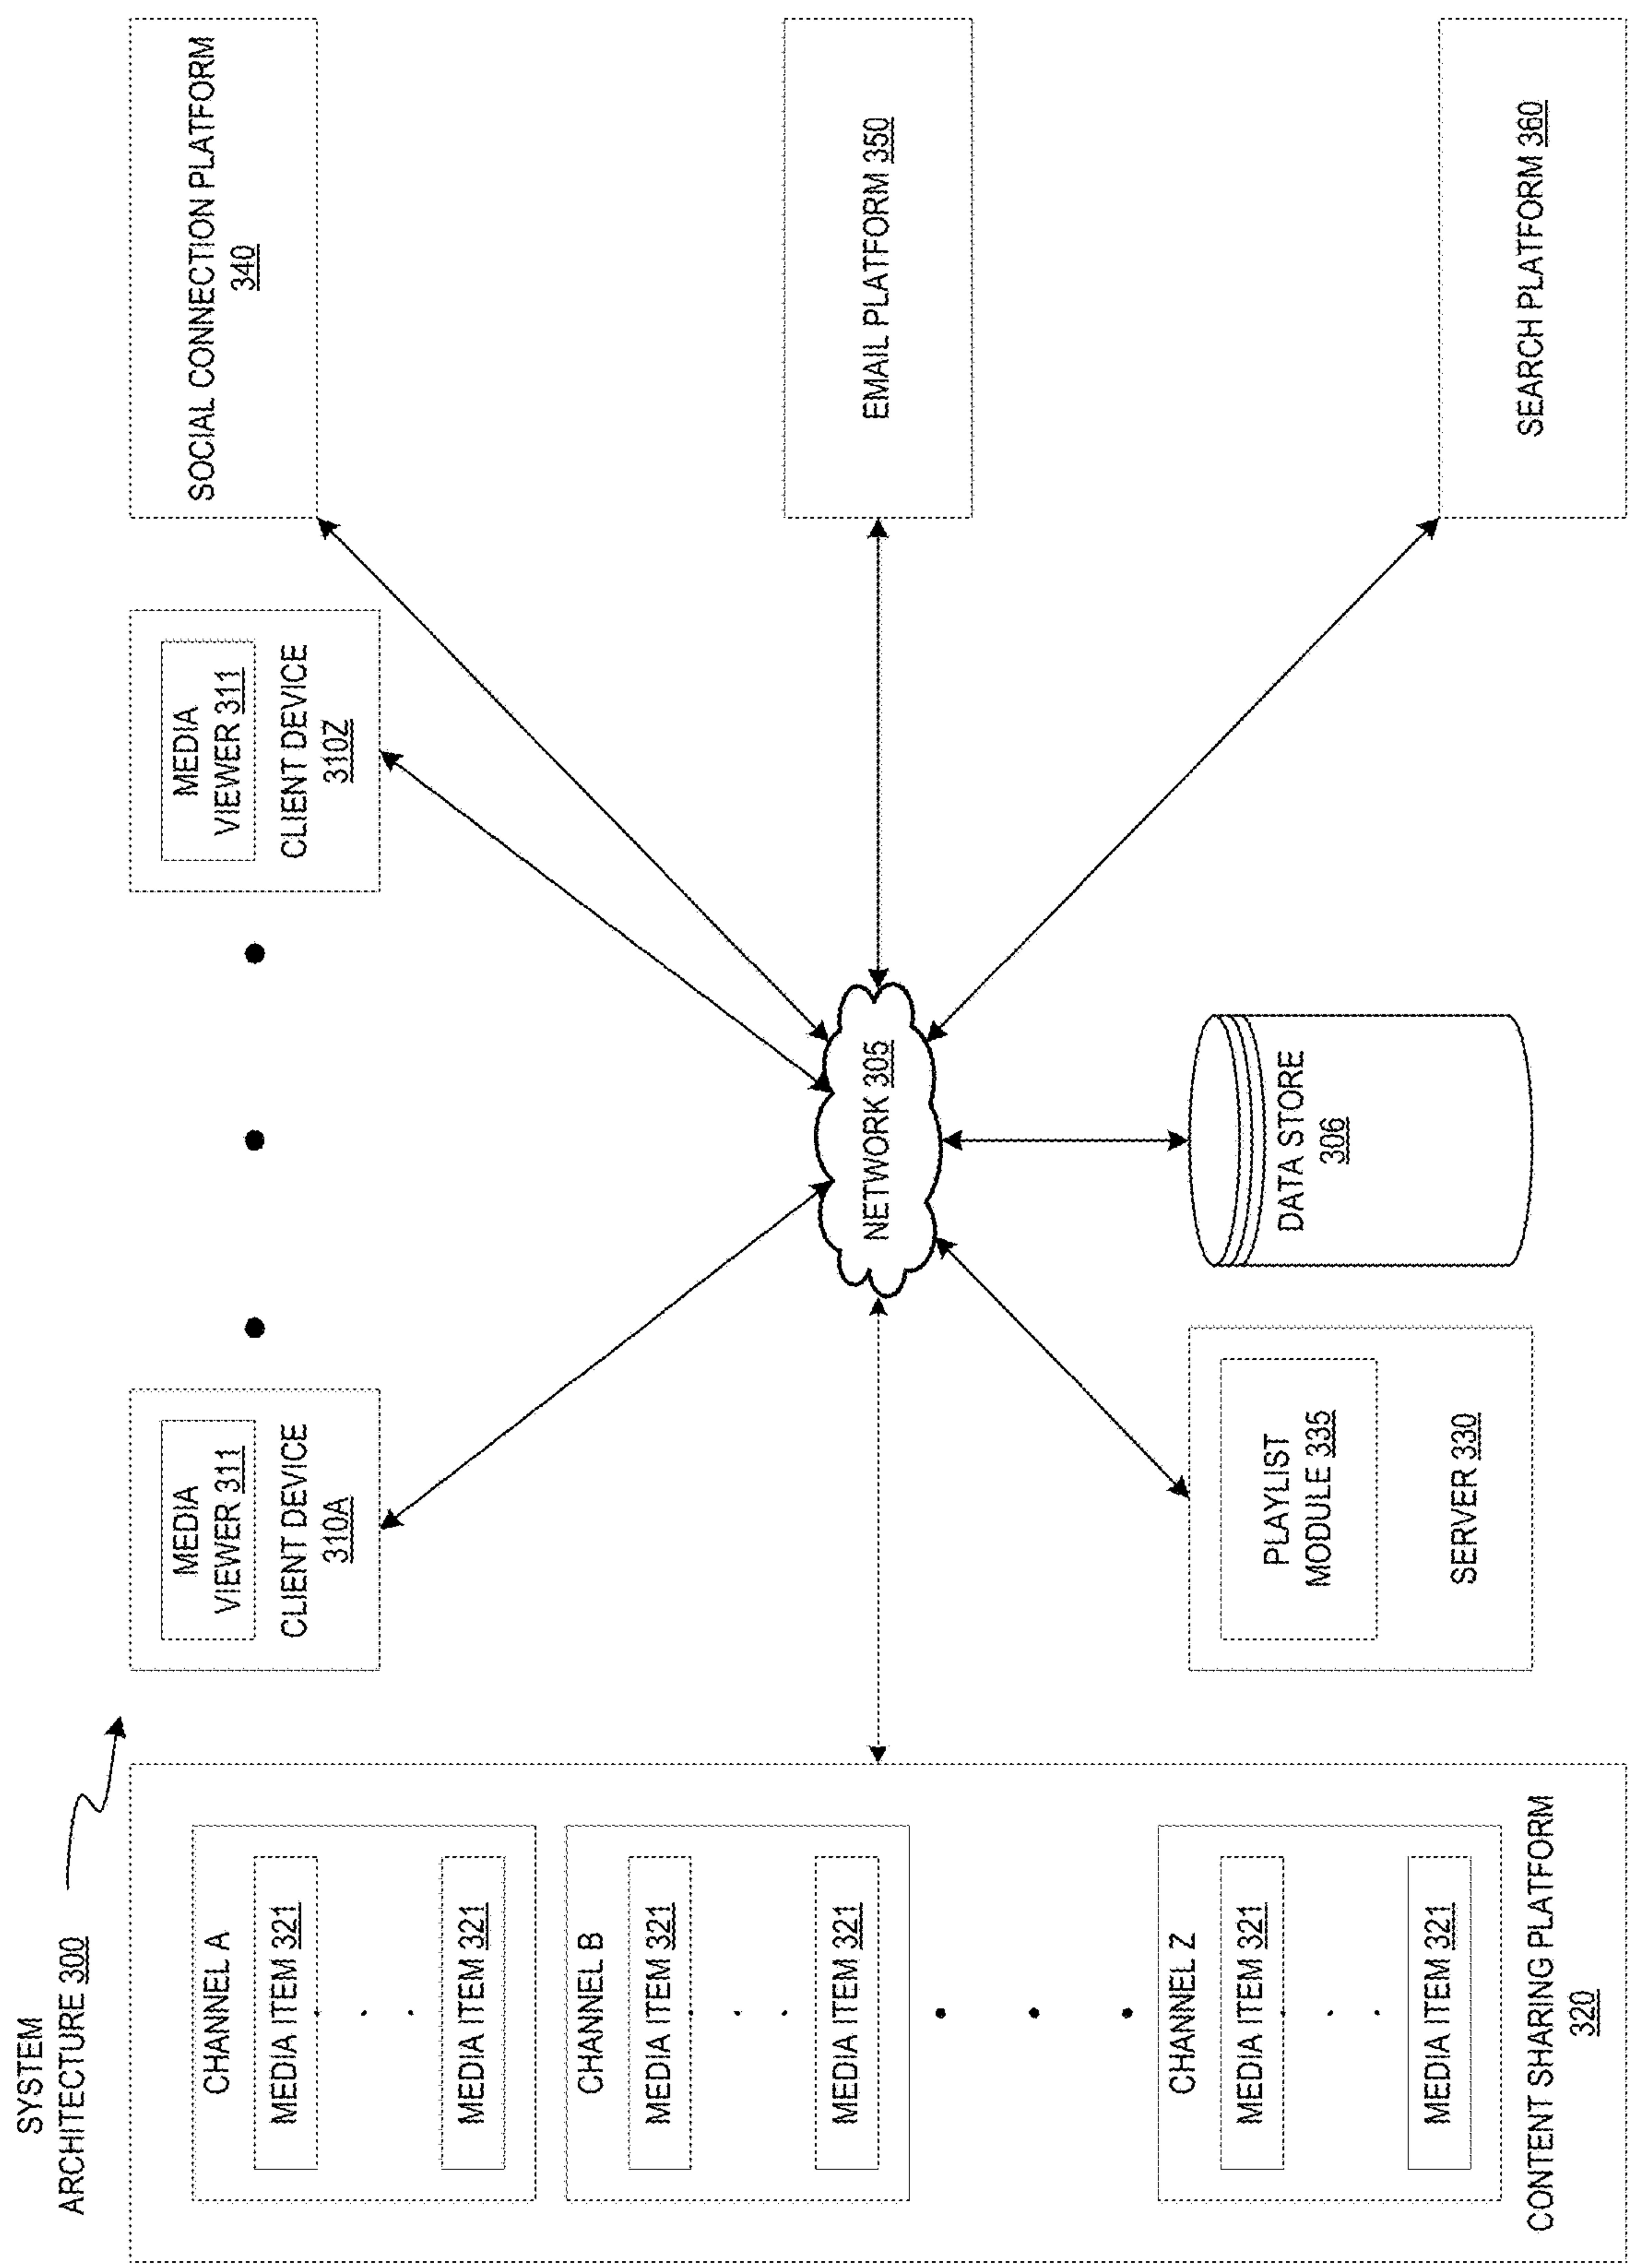 SYSTEM
ARCHITECTURE 300
CHANNEL A
MEDIA ITEM 321
MEDIA ITEM 321
CHANNEL B
MEDIA ITEM 321
MEDIA ITEM 321
CHANNEL Z
MEDIA ITEM 321
MEDIA ITEM 321
CONTENT SHARING PLATFORM
320
MEDIA
VIEWER 311
CLIENT DEVICE
310A
MEDIA
VIEWER 311
CLIENT DEVICE
310Z
NETWORK 305
PLAYLIST
MODULE 335
SERVER 330
DATA STORE
306
SOCIAL CONNECTION PLATFORM
340
EMAIL PLATFORM 350
SEARCH PLATFORM 360